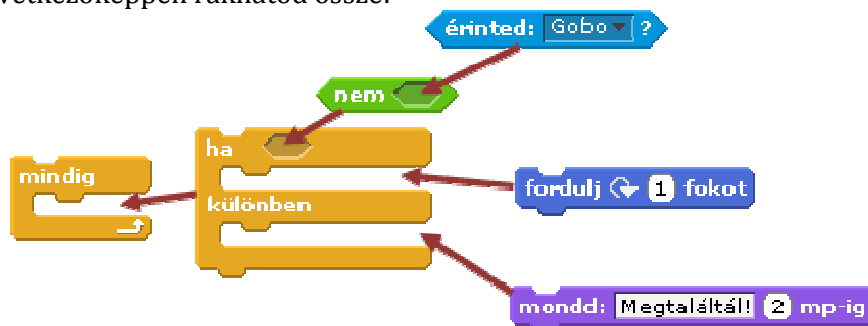 vetkezőképpen rakhatod össze:
érinted: Gobo ?
nem
ha
mindig
fordulj 1 fokot
különben
mondd: Megtaláltál! 2 mp-ig